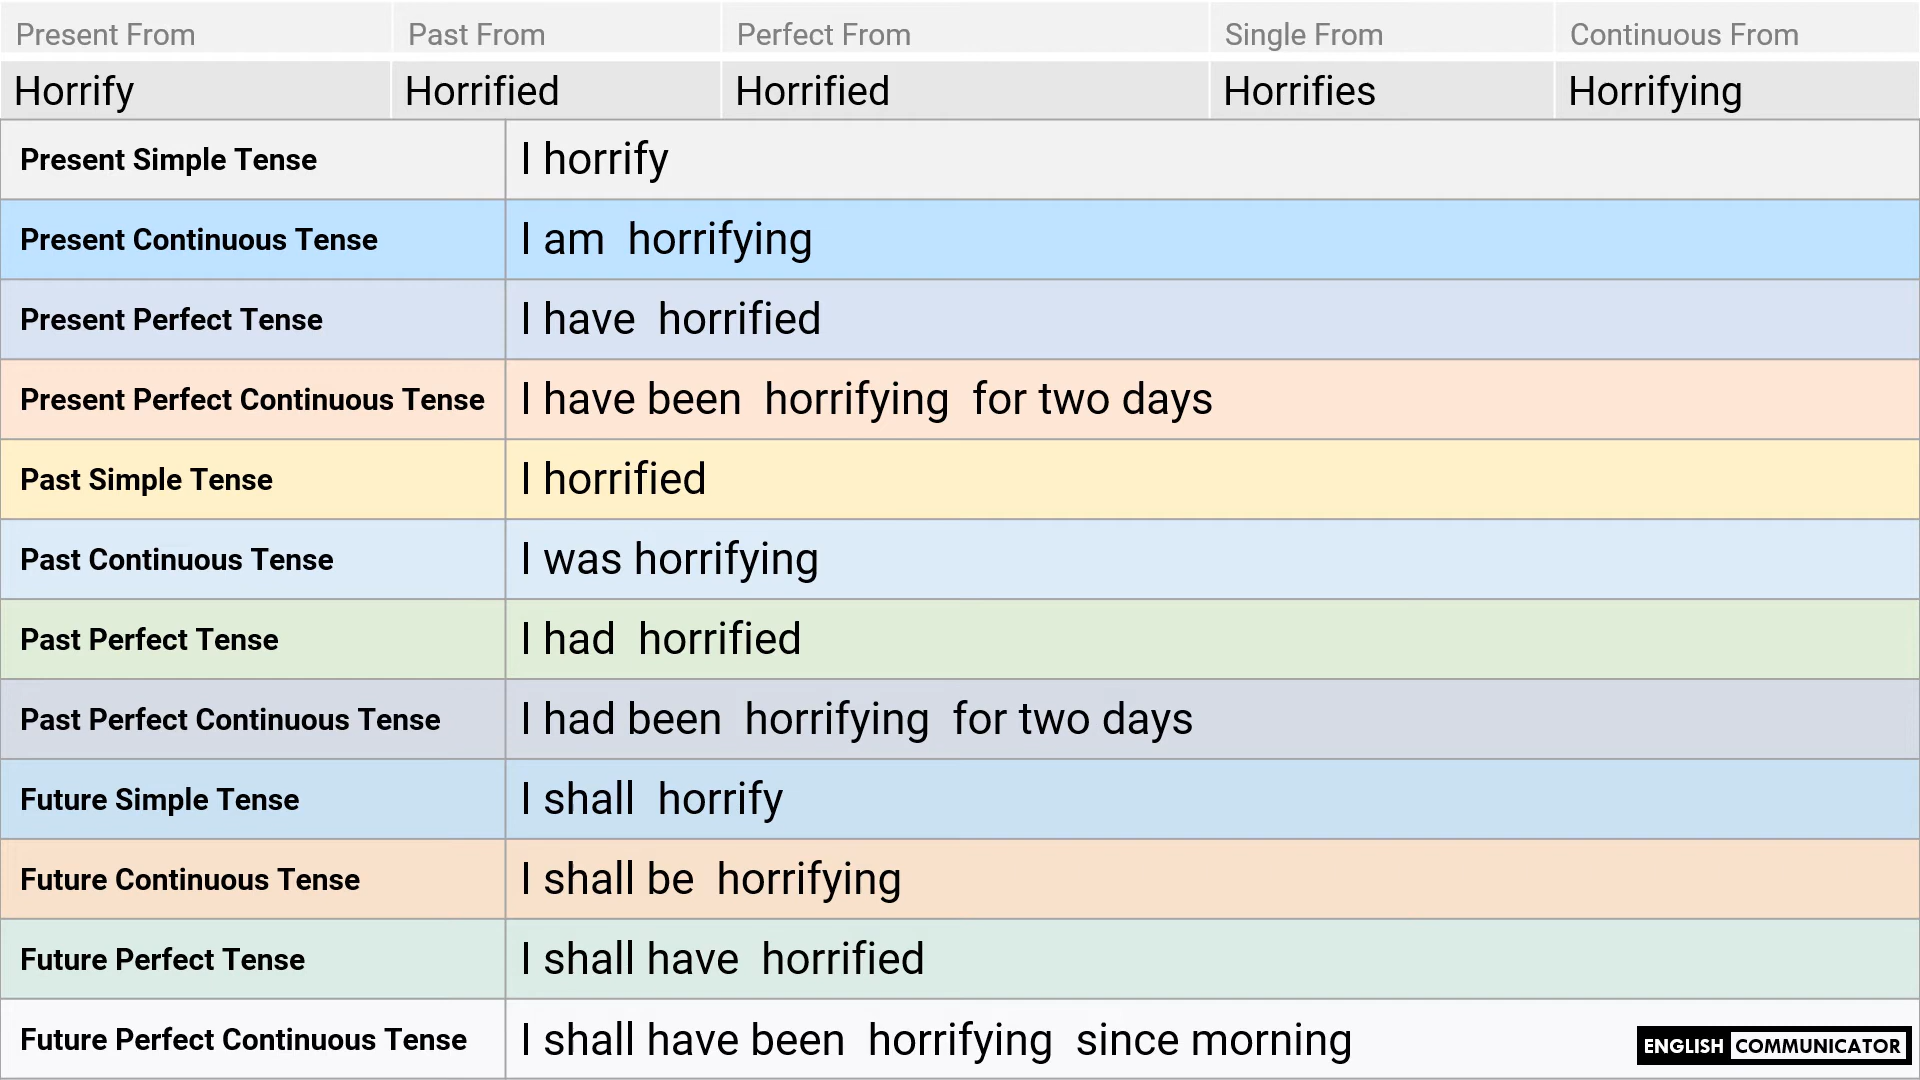 Present From Past From Perfect From Single From Continuous From
Horrify Horrified Horrified Horrifies Horrifying
Present Simple Tense I horrify
Present Continuous Tense I am horrifying
Present Perfect Tense I have horrified
Present Perfect Continuous Tense I have been horrifying for two days
Past Simple Tense I horrified
Past Continuous Tense I was horrifying
Past Perfect Tense I had horrified
Past Perfect Continuous Tense I had been horrifying for two days
Future Simple Tense I shall horrify
Future Continuous Tense I shall be horrifying
Future Perfect Tense I shall have horrified
Future Perfect Continuous Tense I shall have been horrifying since morning
ENGLISH COMMUNICATOR